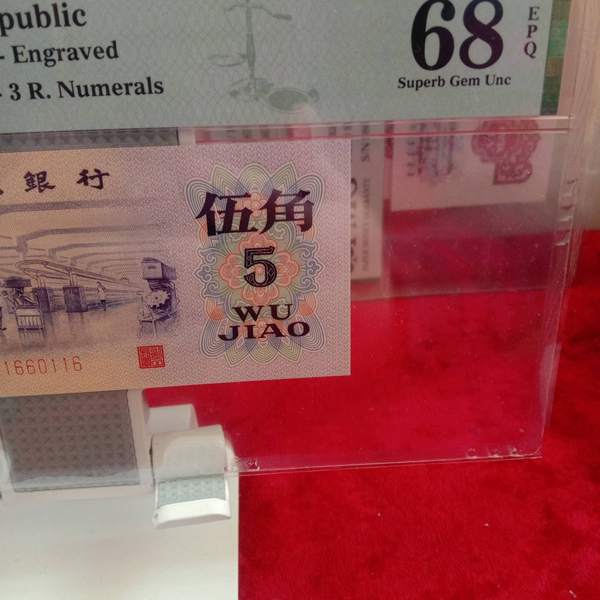 public
- Engraved
- 3 R. Numerals
68
EPQ
Superb Gem Unc
銀行
伍角
5
WU
JIAO
1660116